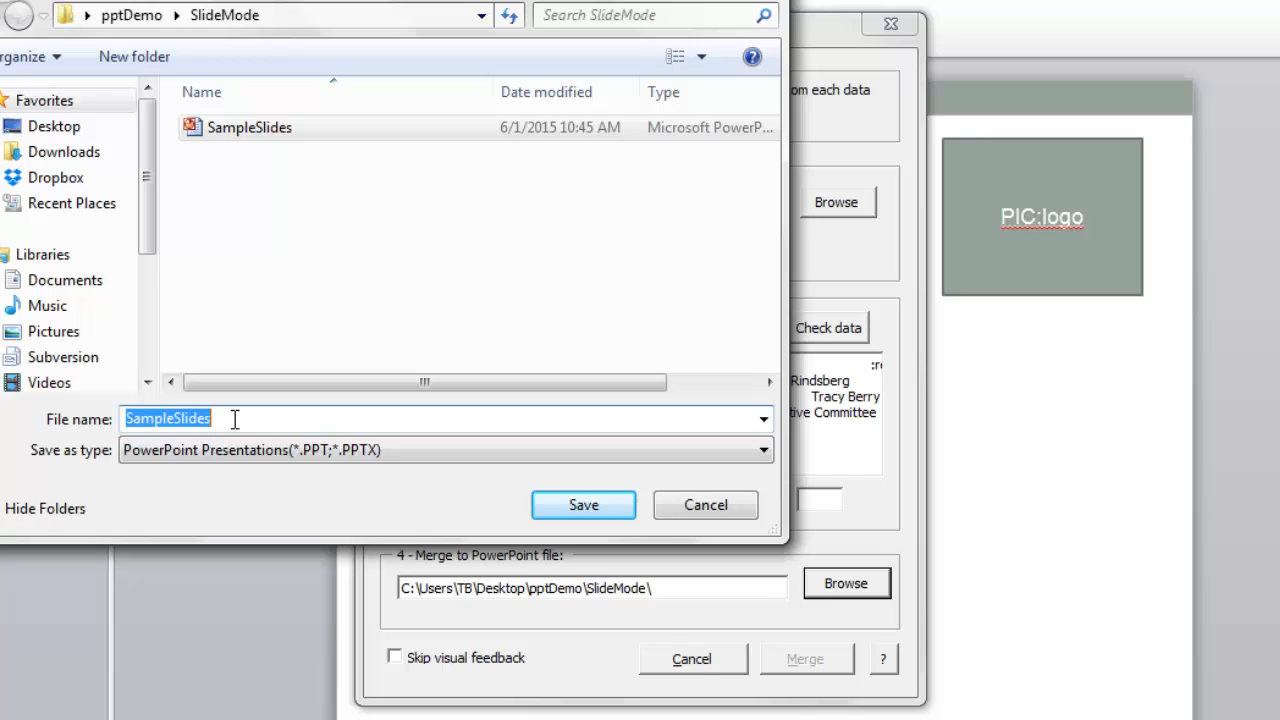 pptDemo SlideMode Search SlideMode
rganize New folder
Name Date modified Type
SampleSlides 6/1/2015 10:45 AM Microsoft PowerP...
Favorites
Desktop
Downloads
Dropbox
Recent Places
Libraries
Documents
Music
Pictures
Subversion
Videos
File name: SampleSlides
Save as type: PowerPoint Presentations(*.PPT;*.PPTX)
Hide Folders Save Cancel
om each data
Browse
Check data
:re
Rindsberg
Tracy Berry
tive Committee
4 - Merge to PowerPoint file:
C:\Users\TB\Desktop\pptDemo\SlideMode\ Browse
Skip visual feedback Cancel Merge ?
PIC:logo